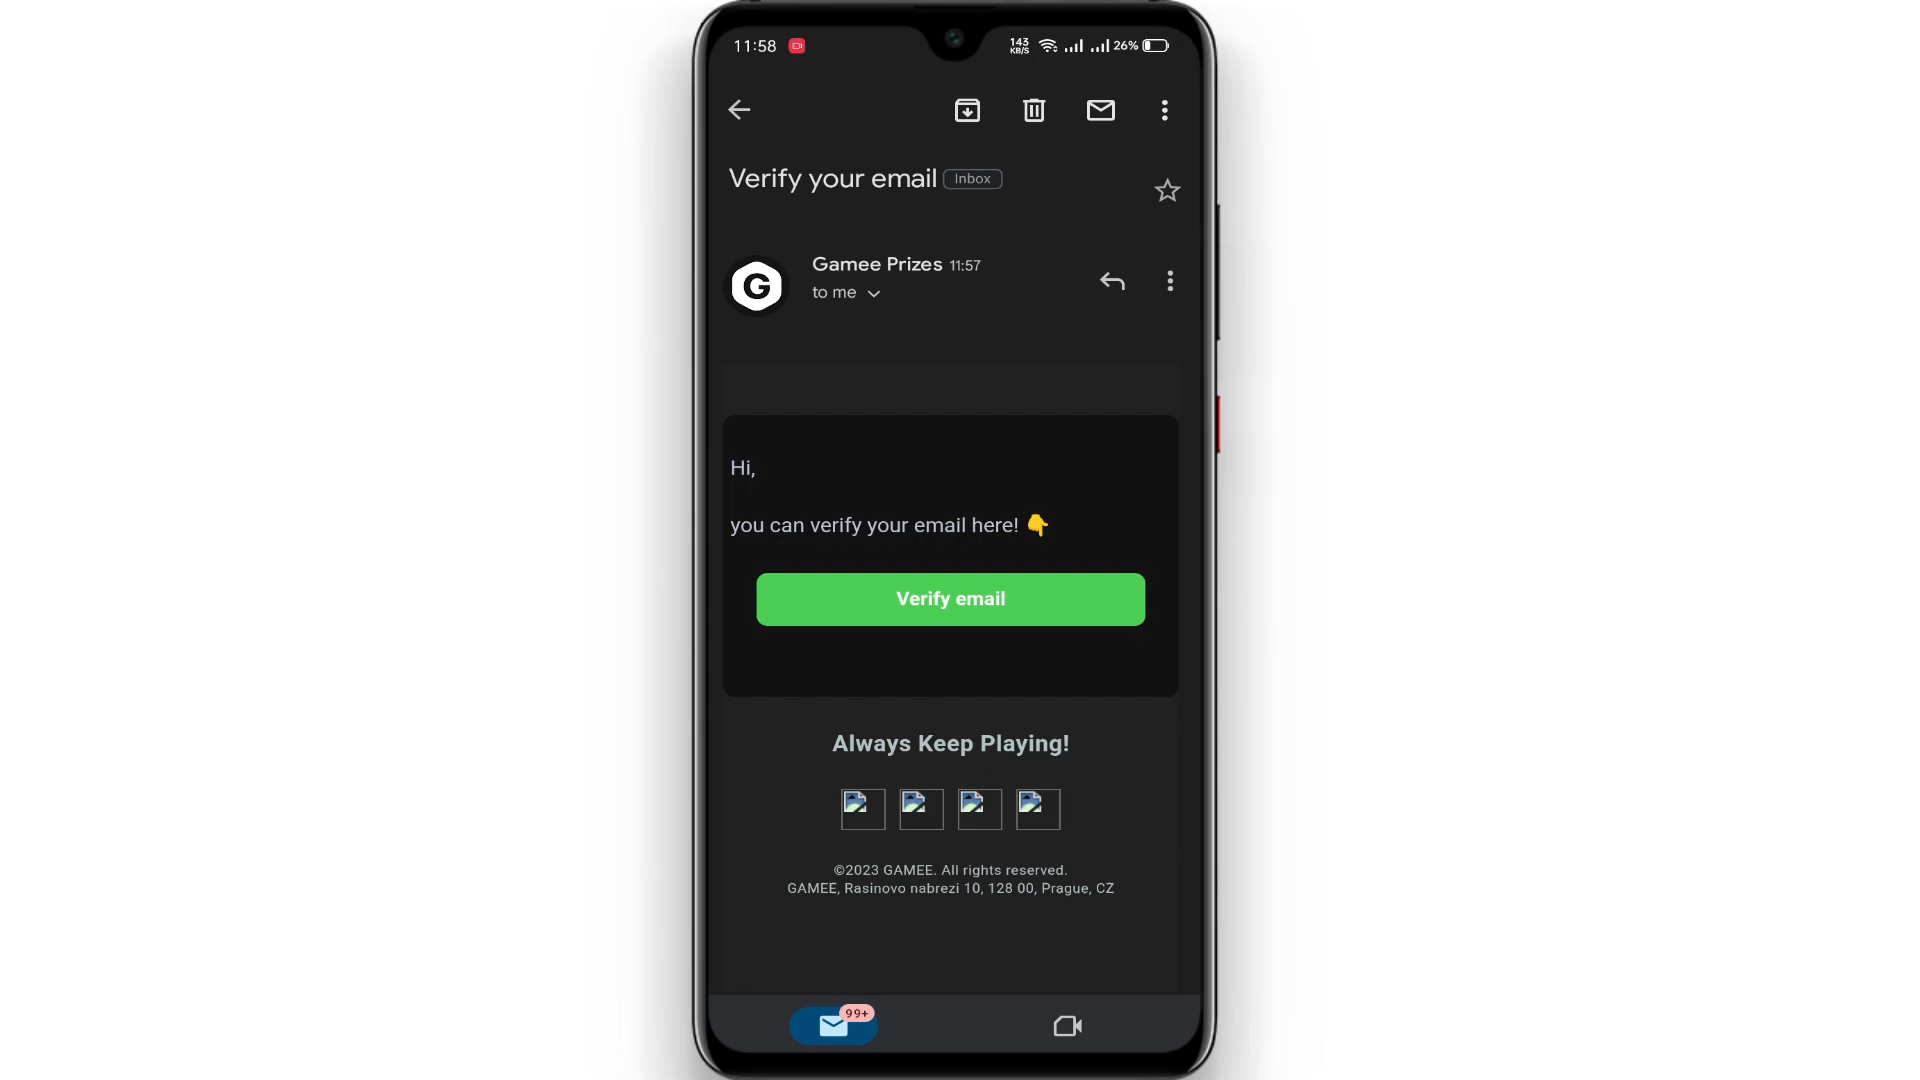 11:58
143 KB/S 26%
Verify your email Inbox
G
Gamee Prizes 11:57
to me
Hi,
you can verify your email here! 👇
Verify email
Always Keep Playing!
©2023 GAMEE. All rights reserved.
GAMEE, Rasinovo nabrezi 10, 128 00, Prague, CZ
99+